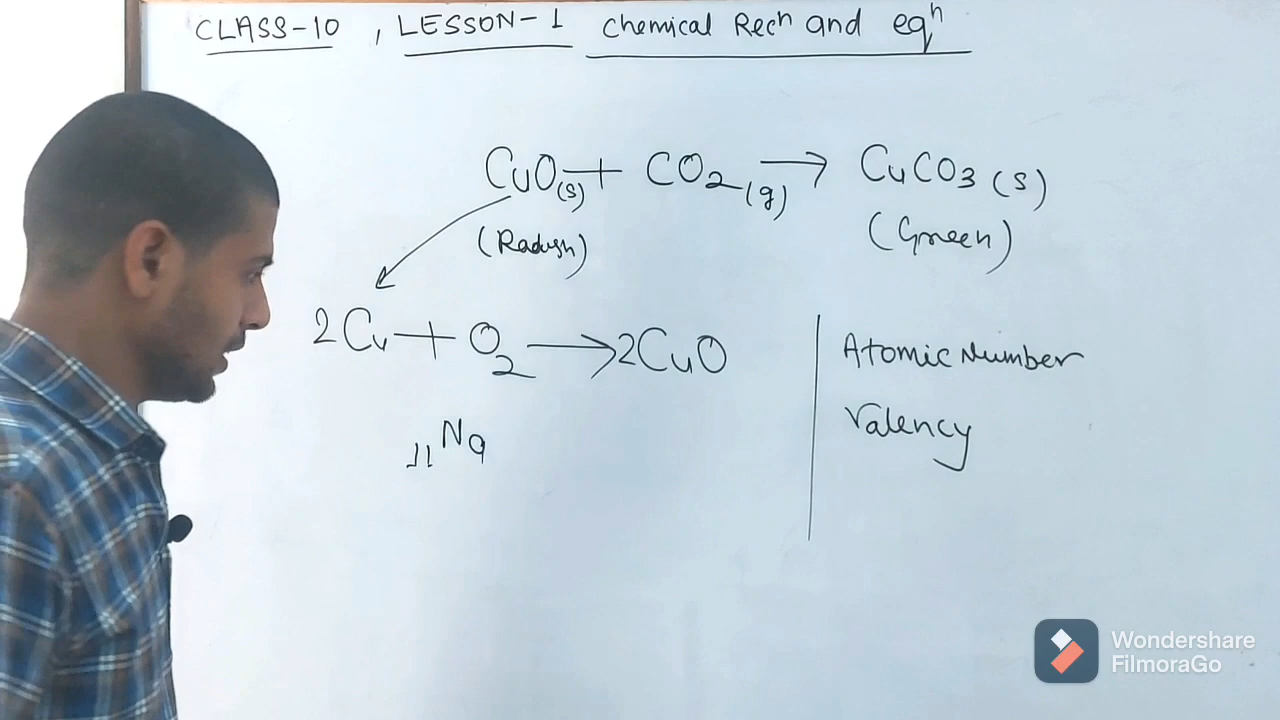 CLASS-10 , LESSON-1 Chemical Recⁿ and eqⁿ
CuO(s) + CO₂(g) → CuCO₃(s)
(Radish) (Green)
2Cu + O₂ → 2CuO
Atomic Number
Valency
₁₁Na
Wondershare
FilmoraGo